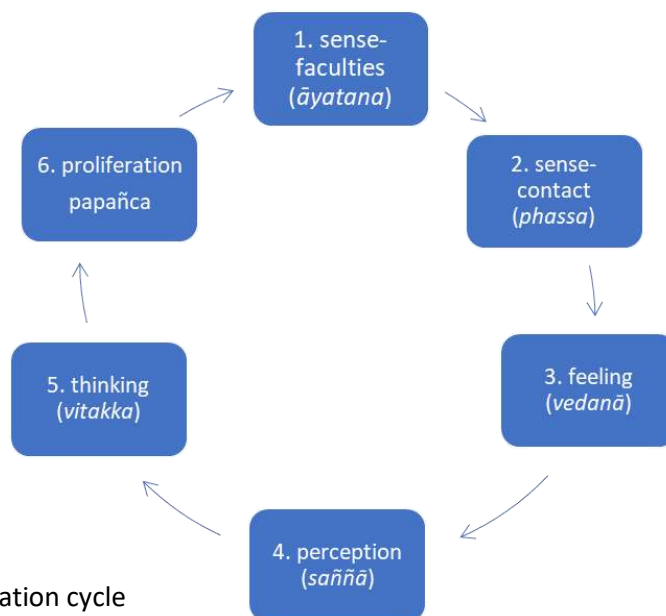 1. sense-
faculties
(āyatana)
2. sense-
contact
(phassa)
3. feeling
(vedanā)
4. perception
(saññā)
5. thinking
(vitakka)
6. proliferation
papañca
ation cycle